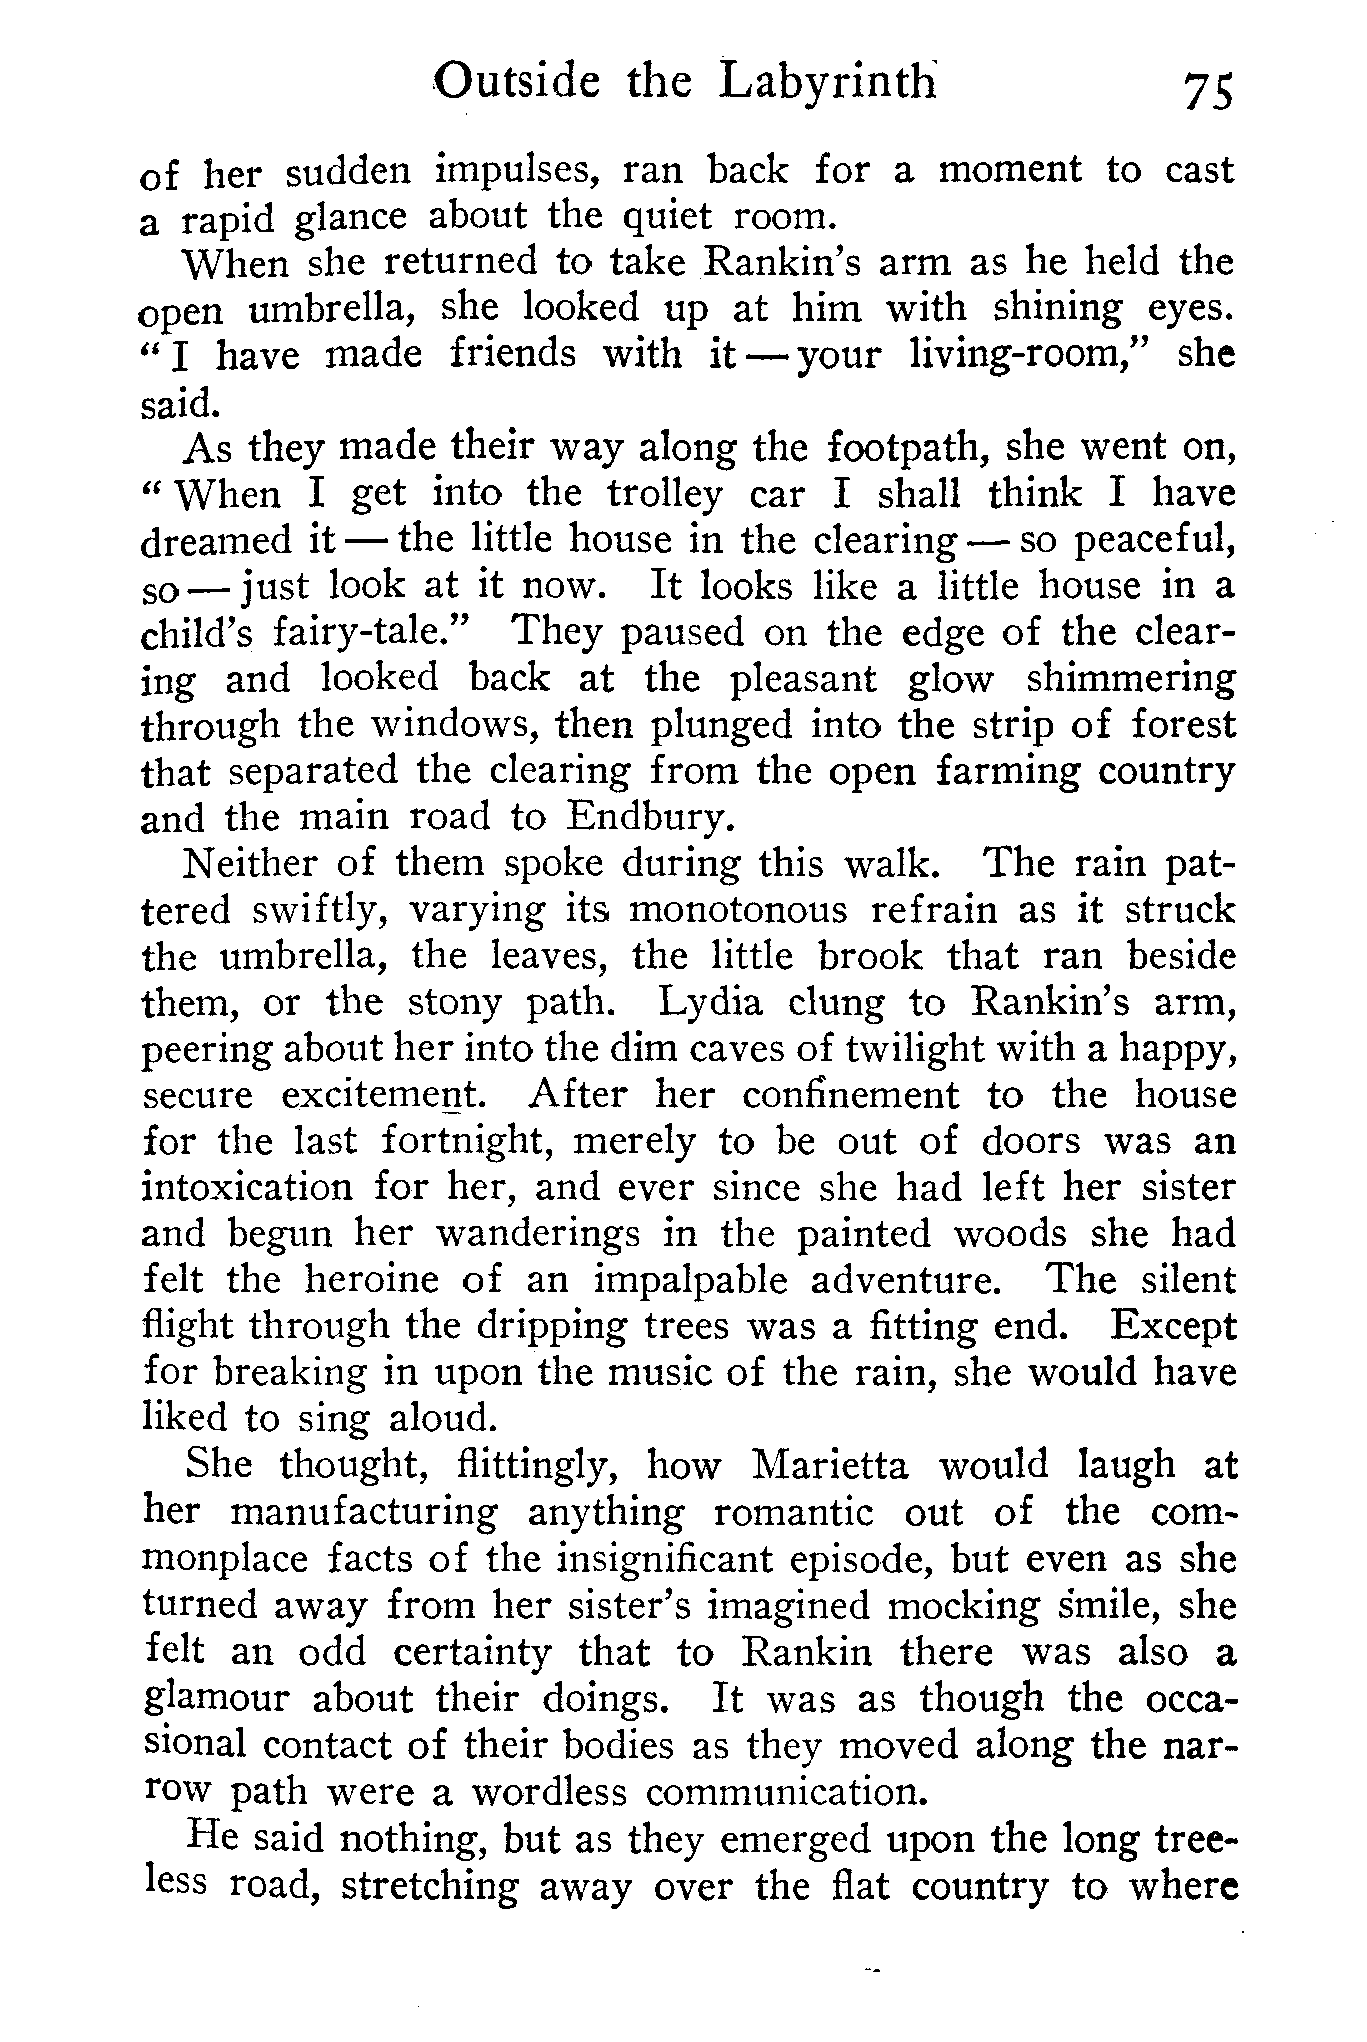 Outside the Labyrinth 75
of her sudden impulses, ran back for a moment to cast
a rapid glance about the quiet room.
When she returned to take Rankin's arm as he held the
open umbrella, she looked up at him with shining eyes.
"I have made friends with it — your living-room," she
said.
As they made their way along the footpath, she went on,
"When I get into the trolley car I shall think I have
dreamed it — the little house in the clearing — so peaceful,
so — just look at it now. It looks like a little house in a
child's fairy-tale." They paused on the edge of the clear-
ing and looked back at the pleasant glow shimmering
through the windows, then plunged into the strip of forest
that separated the clearing from the open farming country
and the main road to Endbury.
Neither of them spoke during this walk. The rain pat-
tered swiftly, varying its monotonous refrain as it struck
the umbrella, the leaves, the little brook that ran beside
them, or the stony path. Lydia clung to Rankin's arm,
peering about her into the dim caves of twilight with a happy,
secure excitement. After her confinement to the house
for the last fortnight, merely to be out of doors was an
intoxication for her, and ever since she had left her sister
and begun her wanderings in the painted woods she had
felt the heroine of an impalpable adventure. The silent
flight through the dripping trees was a fitting end. Except
for breaking in upon the music of the rain, she would have
liked to sing aloud.
She thought, flittingly, how Marietta would laugh at
her manufacturing anything romantic out of the com-
monplace facts of the insignificant episode, but even as she
turned away from her sister's imagined mocking smile, she
felt an odd certainty that to Rankin there was also a
glamour about their doings. It was as though the occa-
sional contact of their bodies as they moved along the nar-
row path were a wordless communication.
He said nothing, but as they emerged upon the long tree-
less road, stretching away over the flat country to where